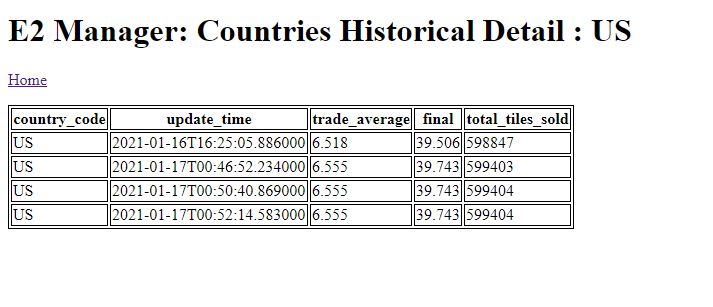 E2 Manager: Countries Historical Detail : US
Home
country_code update_time trade_average final total_tiles_sold
US 2021-01-16T16:25:05.886000 6.518 39.506 598847
US 2021-01-17T00:46:52.234000 6.555 39.743 599403
US 2021-01-17T00:50:40.869000 6.555 39.743 599404
US 2021-01-17T00:52:14.583000 6.555 39.743 599404